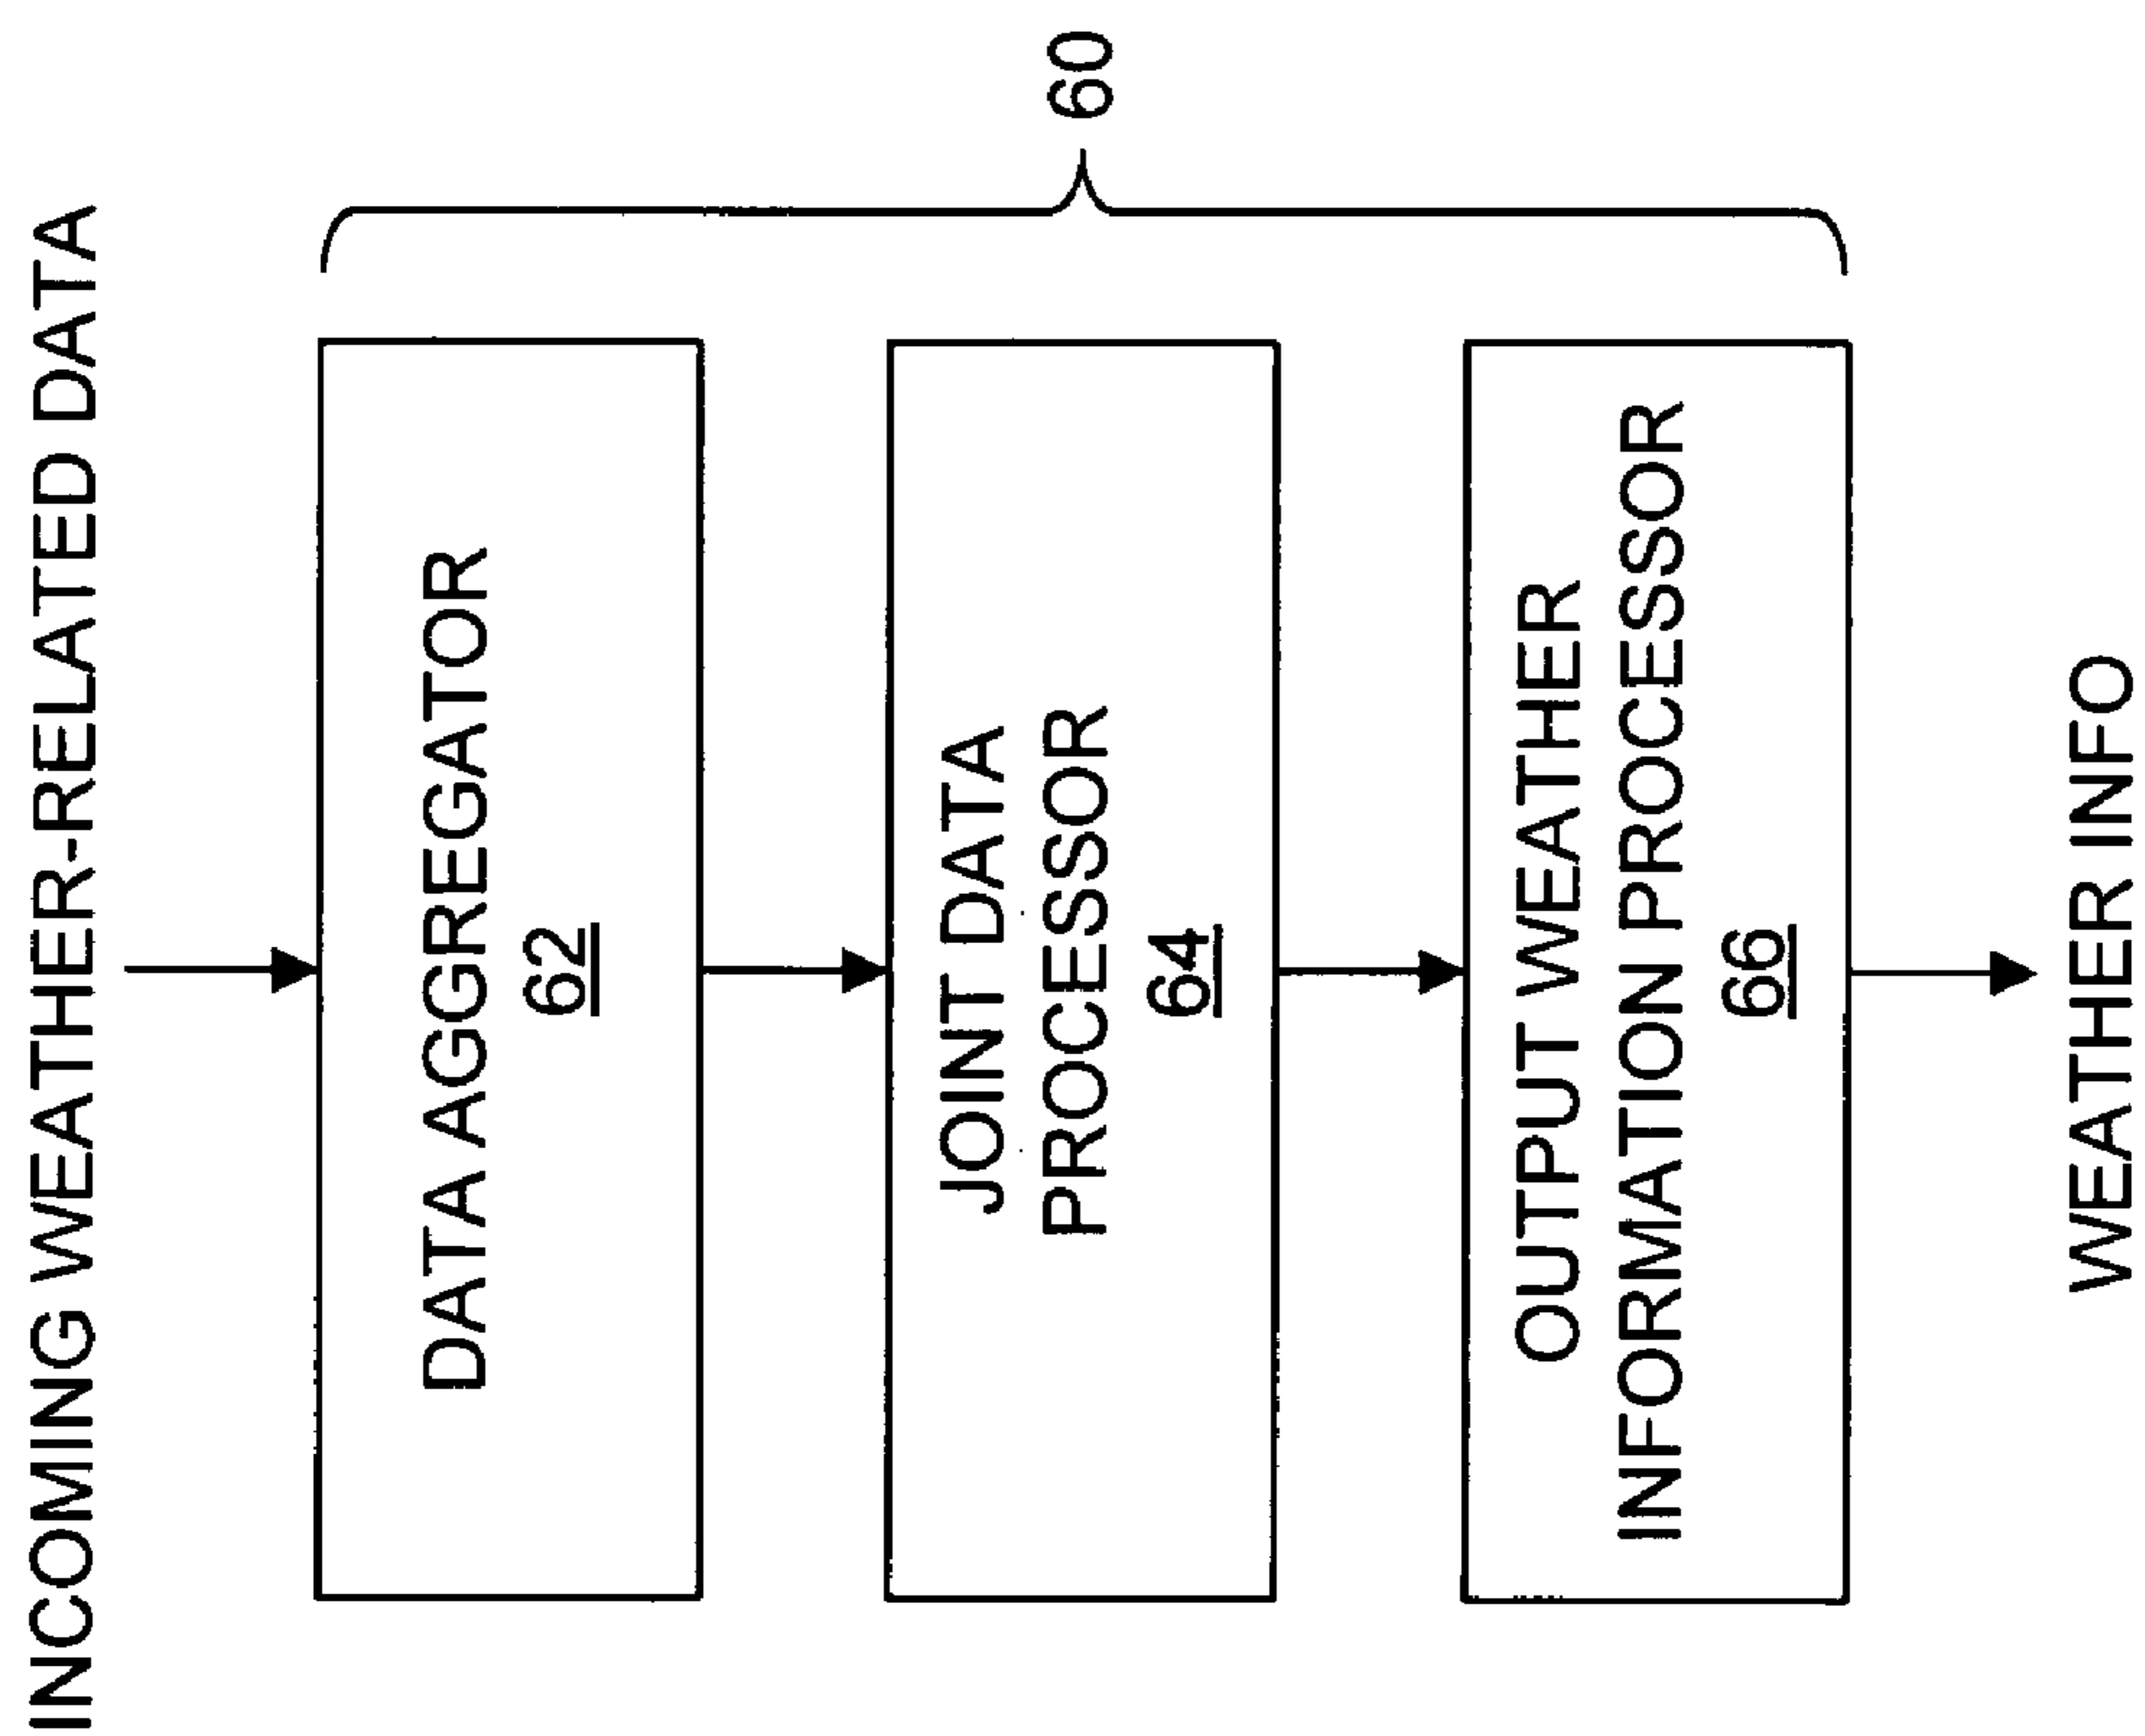 INCOMING WEATHER-RELATED DATA
DATA AGGREGATOR
62
JOINT DATA
PROCESSOR
64
OUTPUT WEATHER
INFORMATION PROCESSOR
66
WEATHER INFO
60